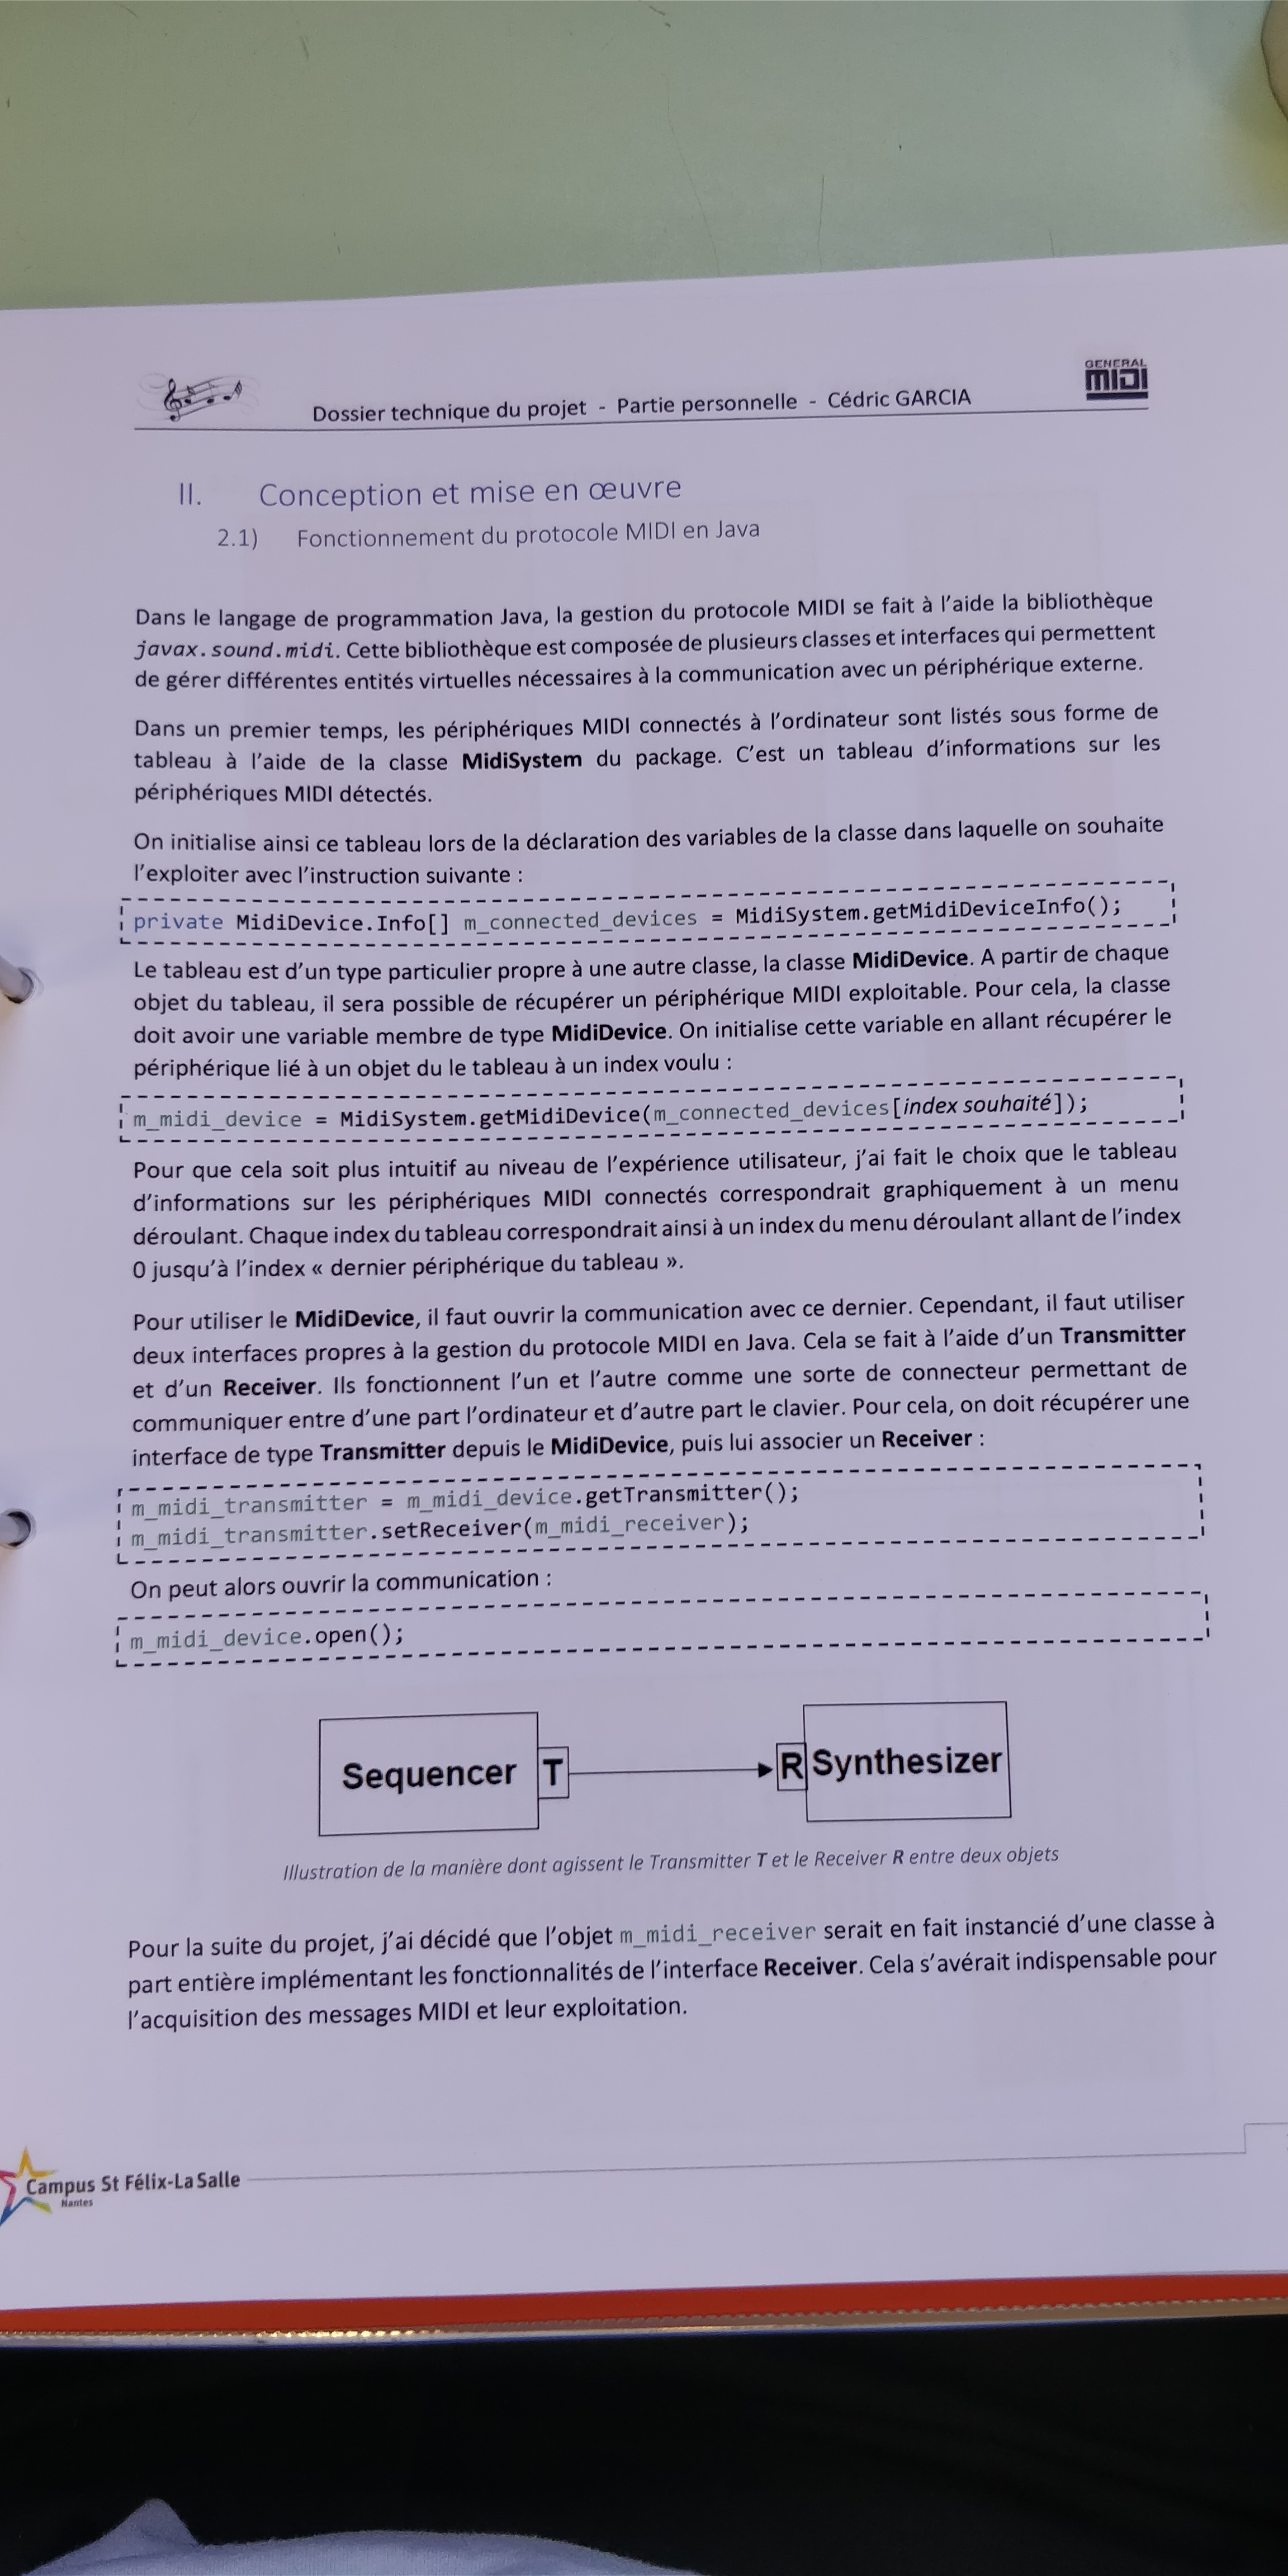 GENERAL
MIDI
Dossier technique du projet - Partie personnelle - Cédric GARCIA
II. Conception et mise en œuvre
2.1) Fonctionnement du protocole MIDI en Java
Dans le langage de programmation Java, la gestion du protocole MIDI se fait à l'aide la bibliothèque
javax.sound.midi. Cette bibliothèque est composée de plusieurs classes et interfaces qui permettent
de gérer différentes entités virtuelles nécessaires à la communication avec un périphérique externe.
Dans un premier temps, les périphériques MIDI connectés à l'ordinateur sont listés sous forme de
tableau à l'aide de la classe MidiSystem du package. C'est un tableau d'informations sur les
périphériques MIDI détectés.
On initialise ainsi ce tableau lors de la déclaration des variables de la classe dans laquelle on souhaite
l'exploiter avec l'instruction suivante :
private MidiDevice.Info[] m_connected_devices = MidiSystem.getMidiDeviceInfo();
Le tableau est d'un type particulier propre à une autre classe, la classe MidiDevice. A partir de chaque
objet du tableau, il sera possible de récupérer un périphérique MIDI exploitable. Pour cela, la classe
doit avoir une variable membre de type MidiDevice. On initialise cette variable en allant récupérer le
périphérique lié à un objet du le tableau à un index voulu :
m_midi_device = MidiSystem.getMidiDevice(m_connected_devices[index souhaité]);
Pour que cela soit plus intuitif au niveau de l'expérience utilisateur, j'ai fait le choix que le tableau
d'informations sur les périphériques MIDI connectés correspondrait graphiquement à un menu
déroulant. Chaque index du tableau correspondrait ainsi à un index du menu déroulant allant de l'index
0 jusqu'à l'index « dernier périphérique du tableau ».
Pour utiliser le MidiDevice, il faut ouvrir la communication avec ce dernier. Cependant, il faut utiliser
deux interfaces propres à la gestion du protocole MIDI en Java. Cela se fait à l'aide d'un Transmitter
et d'un Receiver. Ils fonctionnent l'un et l'autre comme une sorte de connecteur permettant de
communiquer entre d'une part l'ordinateur et d'autre part le clavier. Pour cela, on doit récupérer une
interface de type Transmitter depuis le MidiDevice, puis lui associer un Receiver :
m_midi_transmitter = m_midi_device.getTransmitter();
m_midi_transmitter.setReceiver(m_midi_receiver);
On peut alors ouvrir la communication :
m_midi_device.open();
Sequencer T R Synthesizer
Illustration de la manière dont agissent le Transmitter T et le Receiver R entre deux objets
Pour la suite du projet, j'ai décidé que l'objet m_midi_receiver serait en fait instancié d'une classe à
part entière implémentant les fonctionnalités de l'interface Receiver. Cela s'avérait indispensable pour
l'acquisition des messages MIDI et leur exploitation.
Campus St Félix-La Salle
Nantes